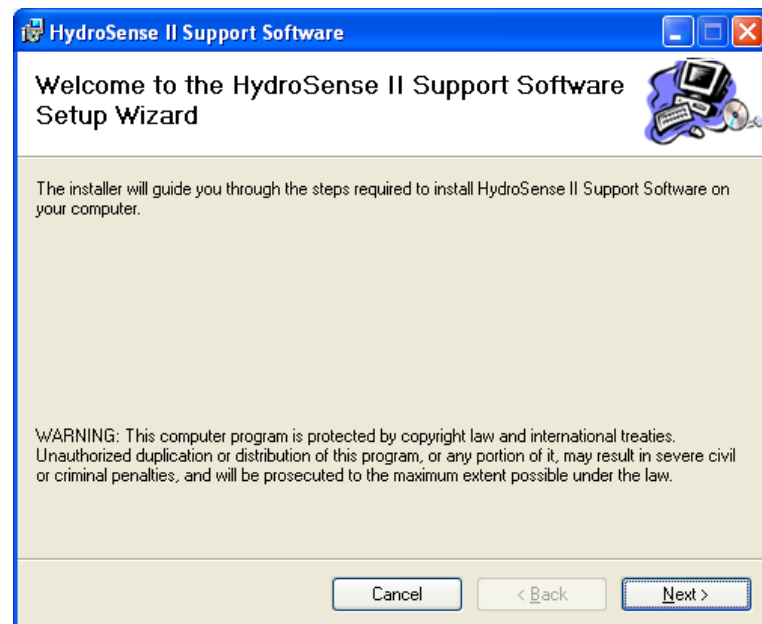 HydroSense II Support Software
Welcome to the HydroSense II Support Software
Setup Wizard
The installer will guide you through the steps required to install HydroSense II Support Software on
your computer.
WARNING: This computer program is protected by copyright law and international treaties.
Unauthorized duplication or distribution of this program, or any portion of it, may result in severe civil
or criminal penalties, and will be prosecuted to the maximum extent possible under the law.
Cancel
< Back
Next >